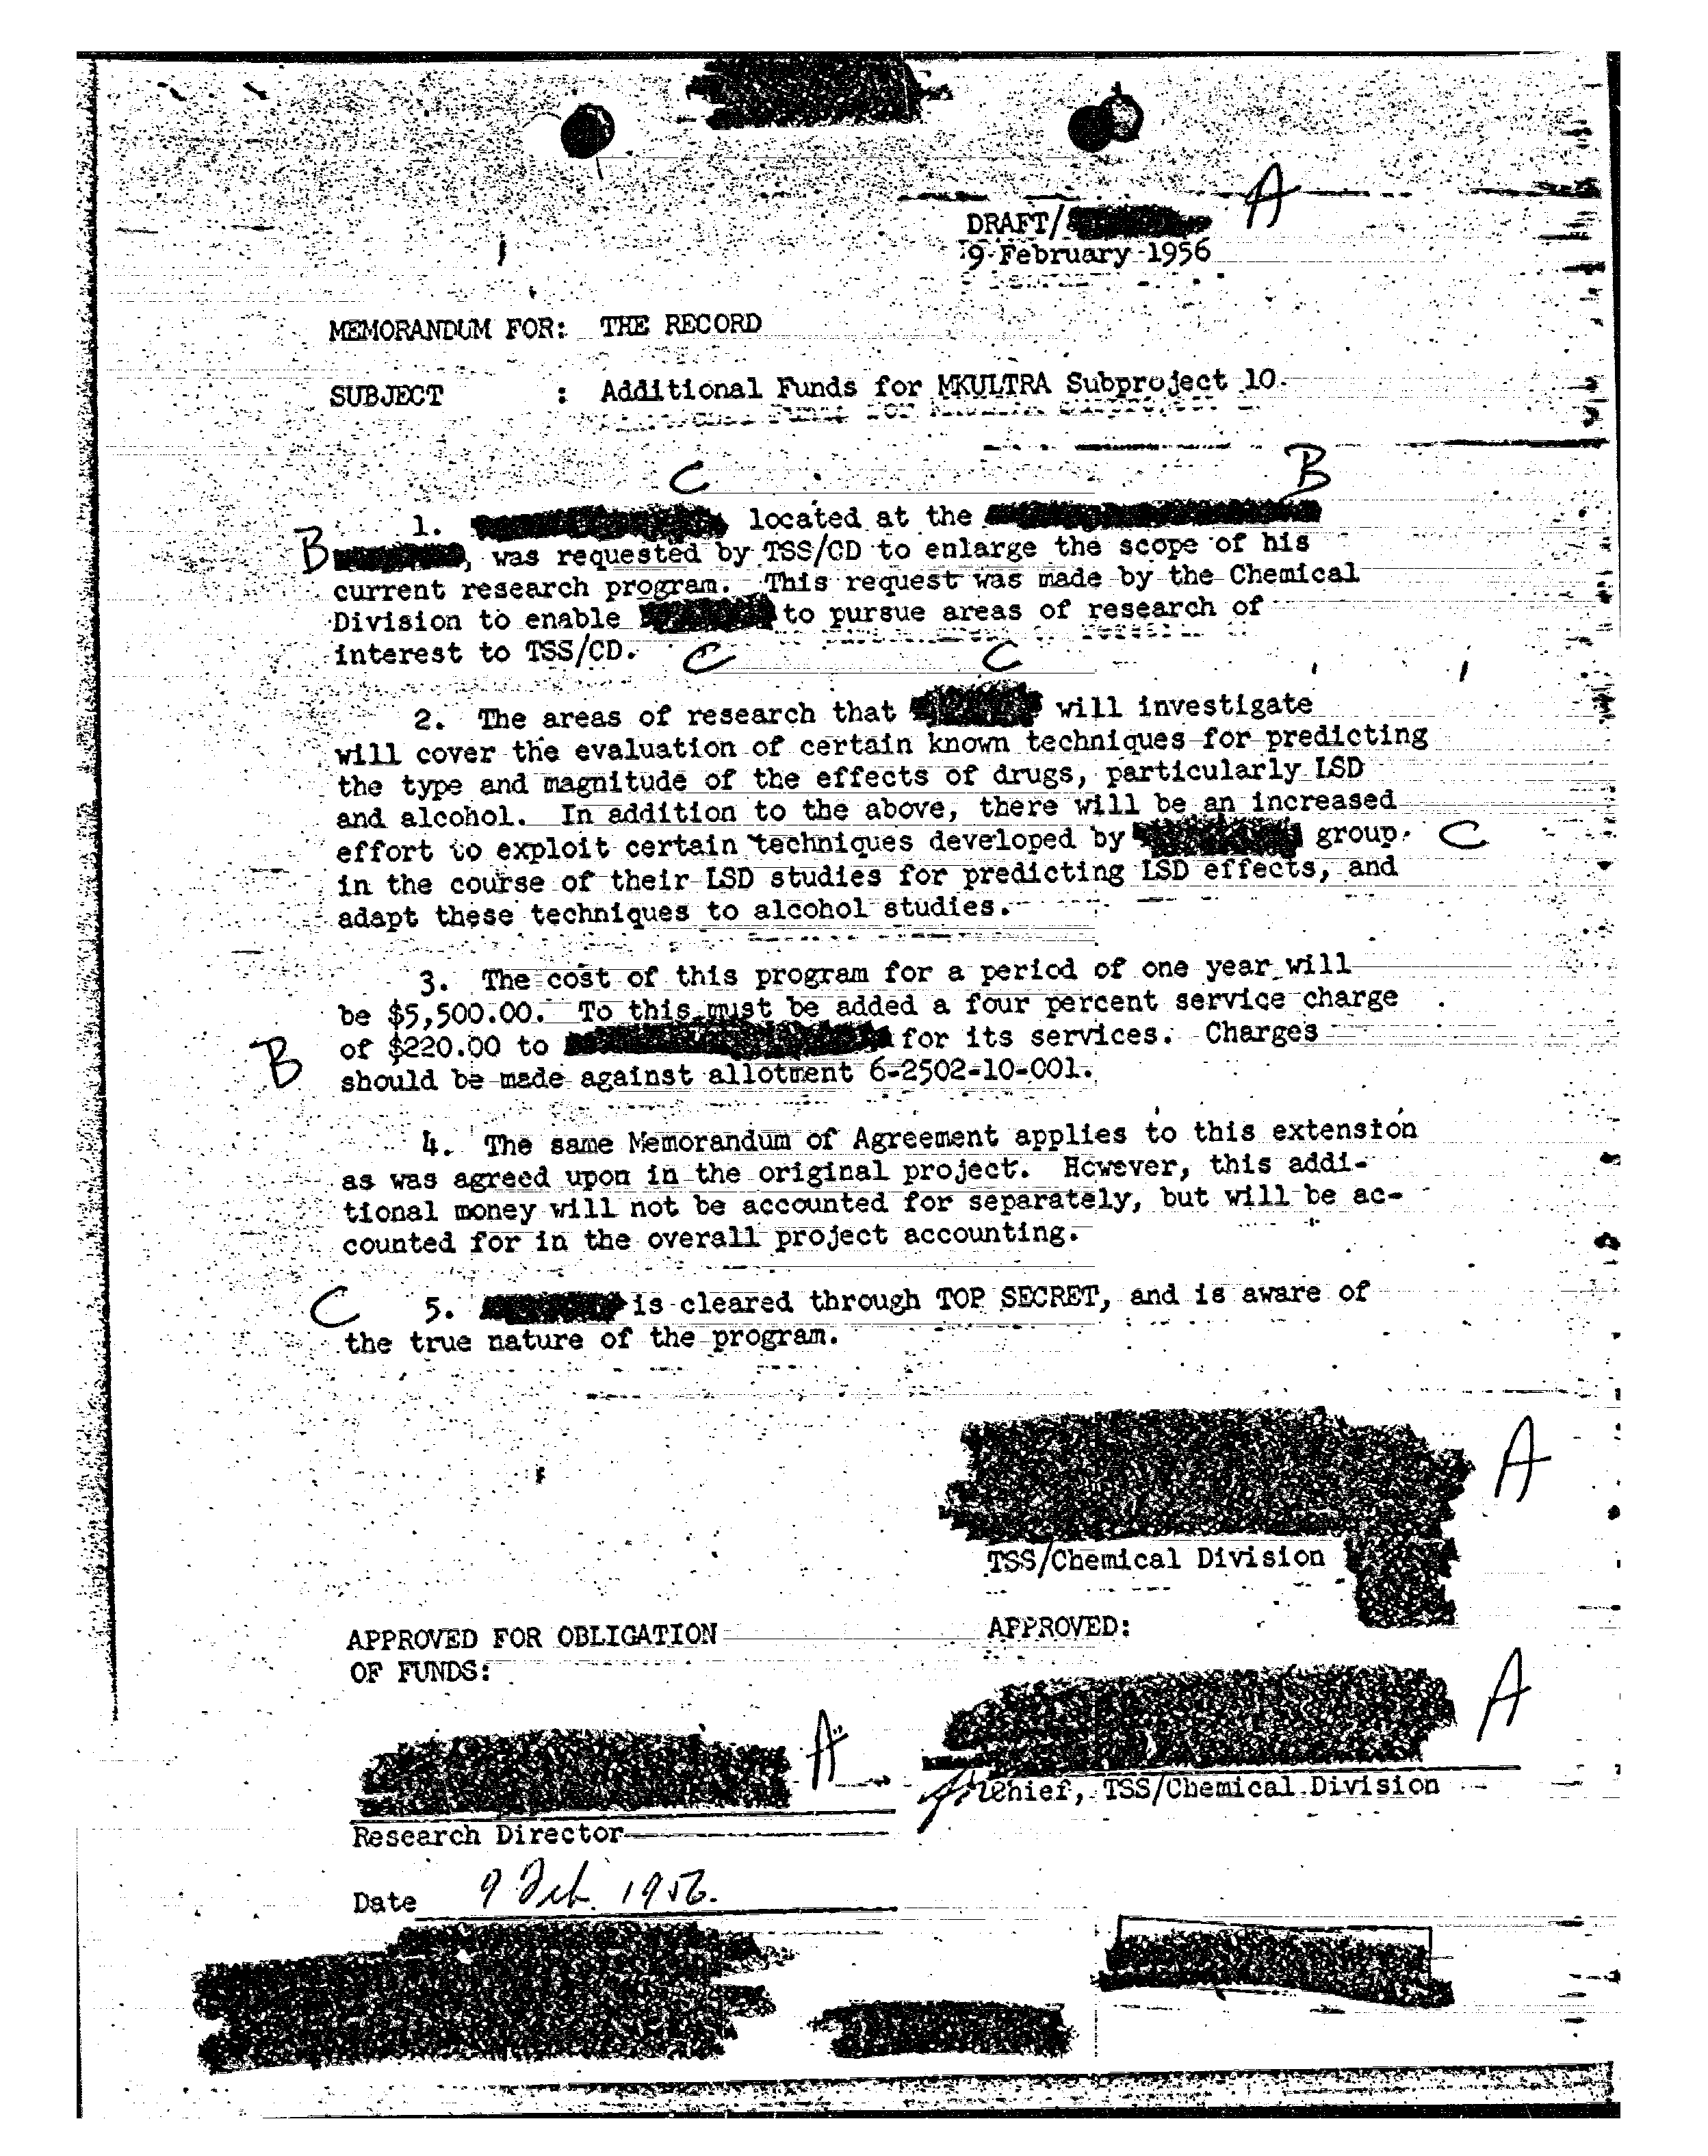 A
DRAFT/
9 February 1956
MEMORANDUM FOR: THE RECORD
SUBJECT : Additional Funds for MKULTRA Subproject 10.
C B
1. located at the
B , was requested by TSS/CD to enlarge the scope of his
current research program. This request was made by the Chemical
Division to enable to pursue areas of research of
interest to TSS/CD. C C
2. The areas of research that will investigate
will cover the evaluation of certain known techniques for predicting
the type and magnitude of the effects of drugs, particularly LSD
and alcohol. In addition to the above, there will be an increased
effort to exploit certain techniques developed by group C
in the course of their LSD studies for predicting LSD effects, and
adapt these techniques to alcohol studies.
3. The cost of this program for a period of one year will
be $5,500.00. To this must be added a four percent service charge
B of $220.00 to for its services. Charges
should be made against allotment 6-2502-10-001.
4. The same Memorandum of Agreement applies to this extension
as was agreed upon in the original project. However, this addi-
tional money will not be accounted for separately, but will be ac-
counted for in the overall project accounting.
C 5. is cleared through TOP SECRET, and is aware of
the true nature of the program.
A
TSS/Chemical Division
APPROVED FOR OBLIGATION APPROVED:
OF FUNDS:
A A
Chief, TSS/Chemical Division
Research Director
Date 9 Feb. 1956.